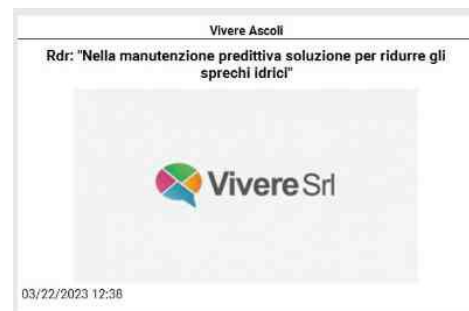 Vivere Ascoli
Rdr: "Nella manutenzione predittiva soluzione per ridurre gli
sprechi idrici"
Vivere Srl
03/22/2023 12:38